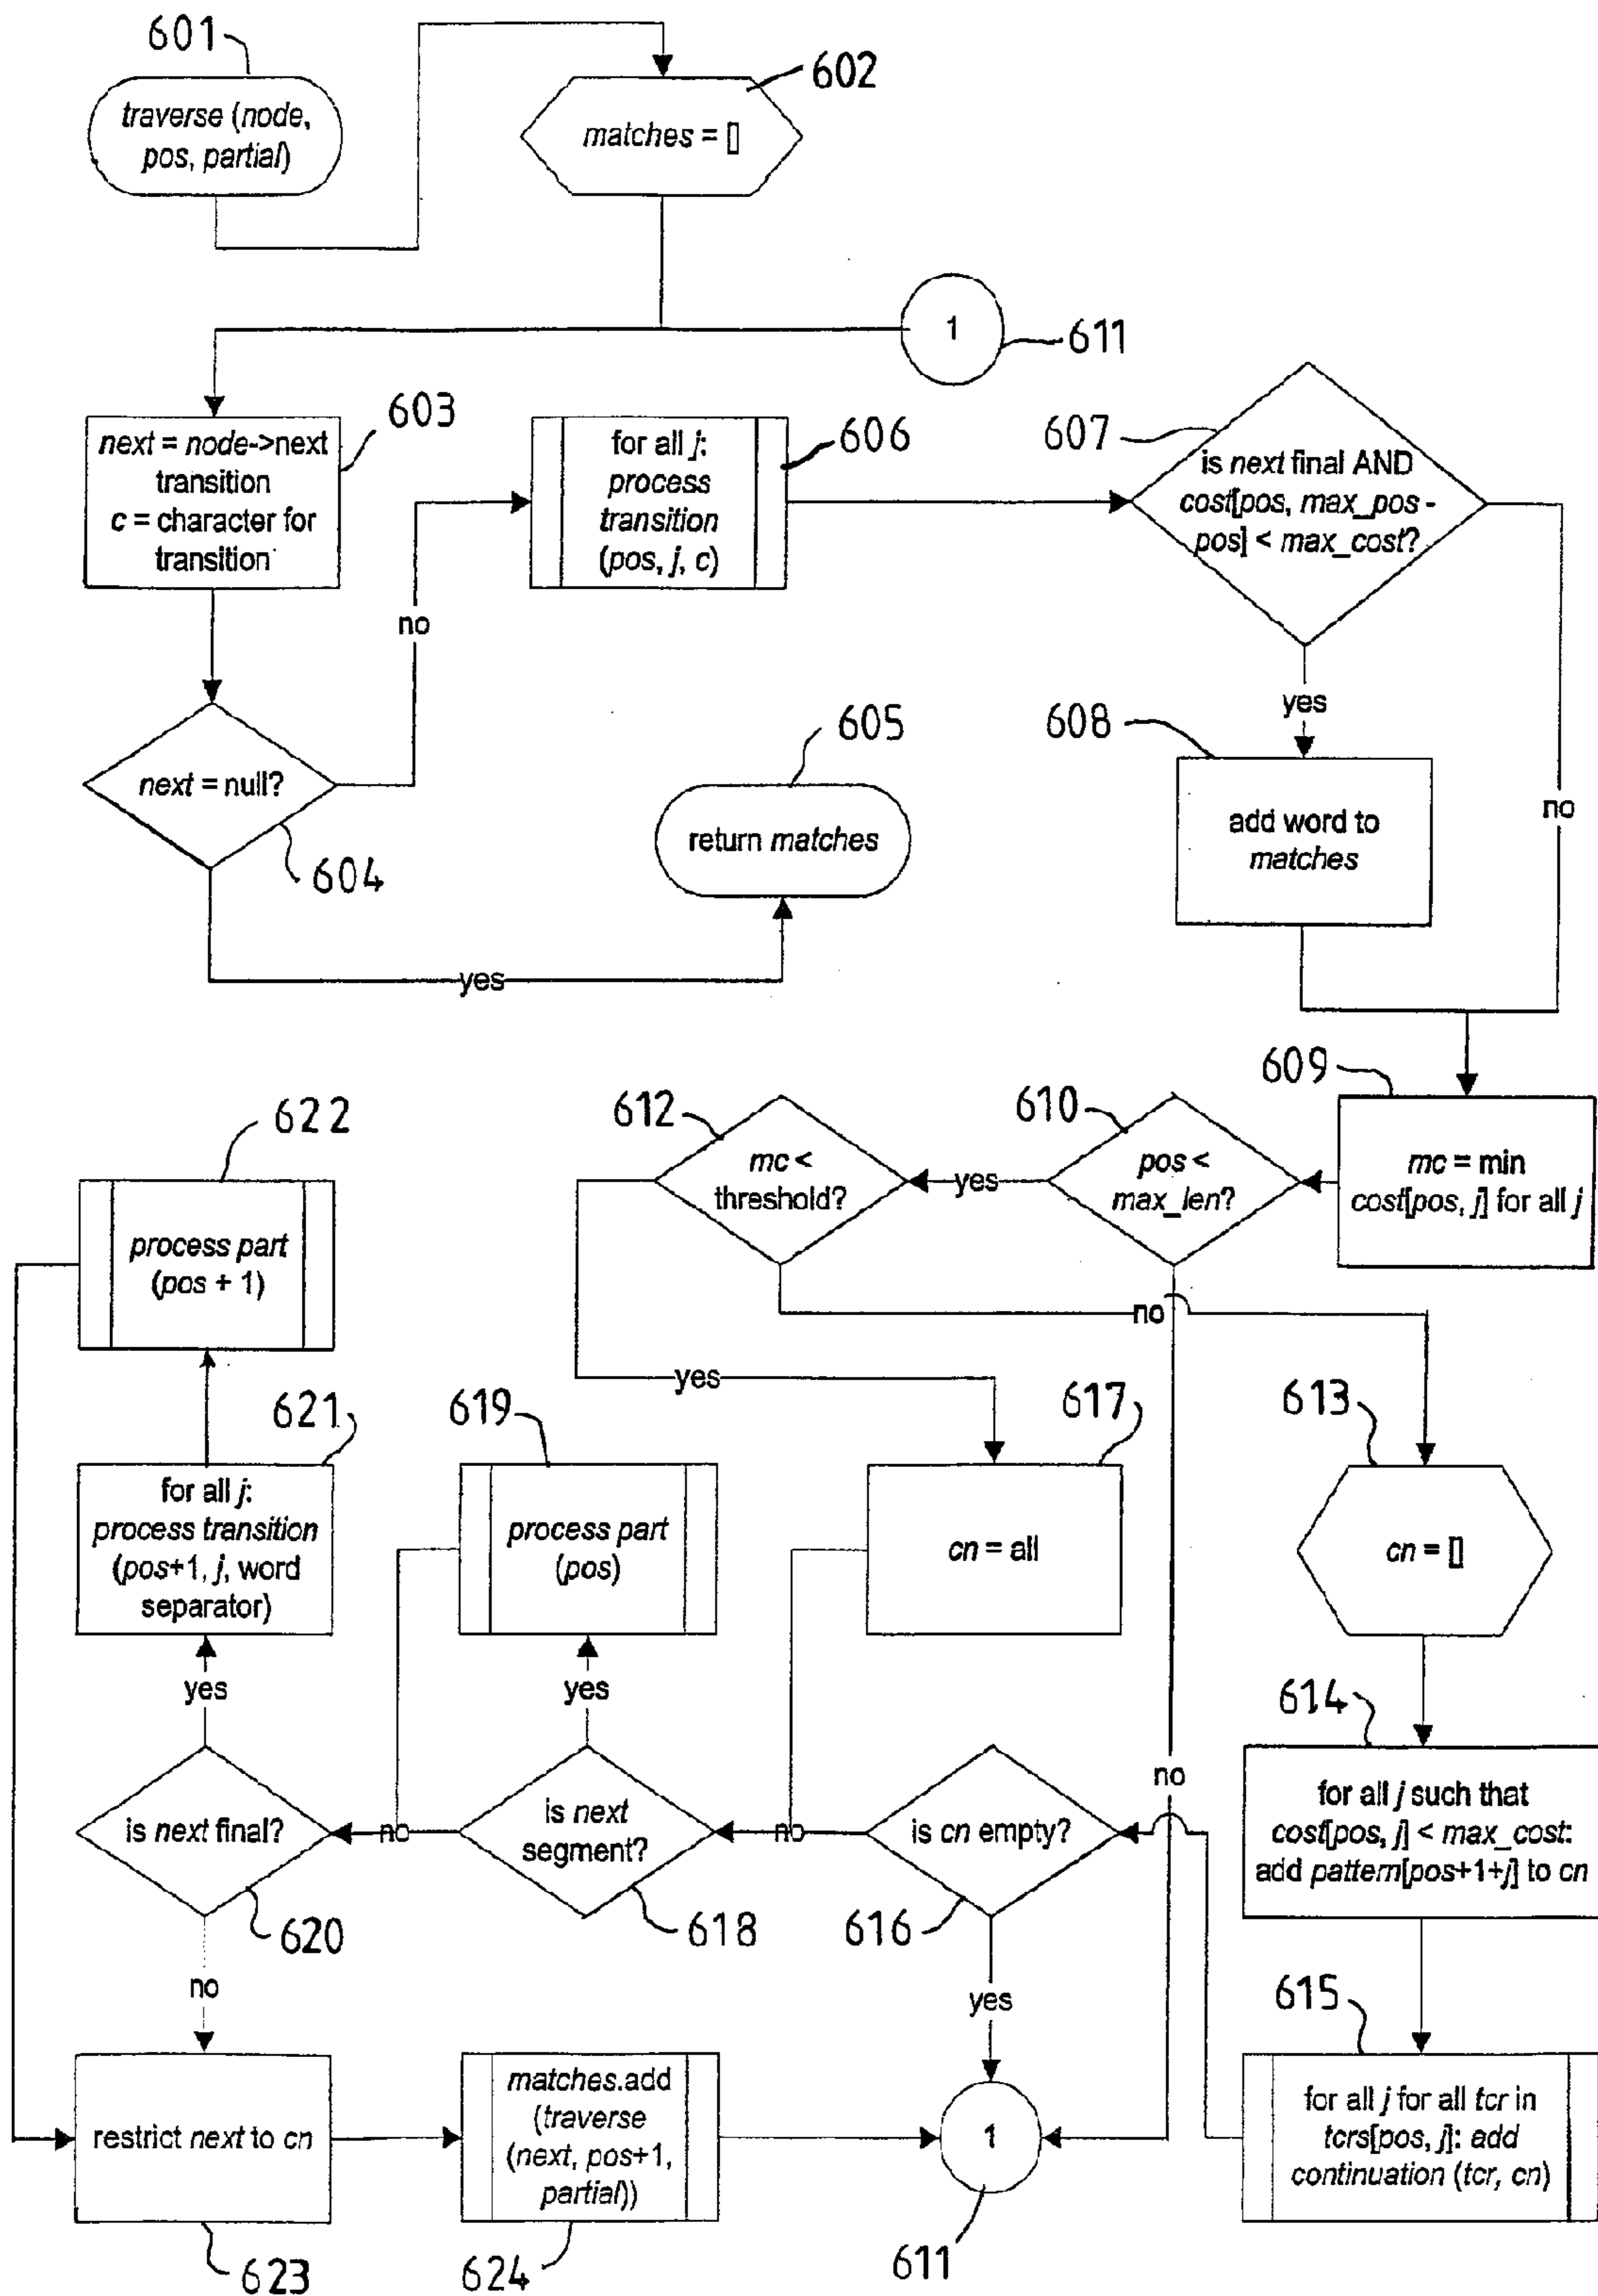 601
traverse (node,
pos, partial)
602
matches = []
1
611
603
next = node->next
transition
c = character for
transition
606
for all j:
process
transition
(pos, j, c)
607
is next final AND
cost[pos, max_pos -
pos] < max_cost?
no
yes
no
604
next = null?
605
return matches
608
add word to
matches
yes
609
mc = min
cost[pos, j] for all j
610
pos <
max_len?
yes
612
mc <
threshold?
no
yes
622
process part
(pos + 1)
621
for all j:
process transition
(pos+1, j, word
separator)
619
process part
(pos)
617
cn = all
613
cn = []
yes
yes
no
614
for all j such that
cost[pos, j] < max_cost:
add pattern[pos+1+j] to cn
is next final?
no
is next
segment?
no
is cn empty?
620
618
616
no
yes
615
for all j for all tcr in
tcrs[pos, j]: add
continuation (tcr, cn)
restrict next to cn
623
matches.add
(traverse
(next, pos+1,
partial))
624
1
611